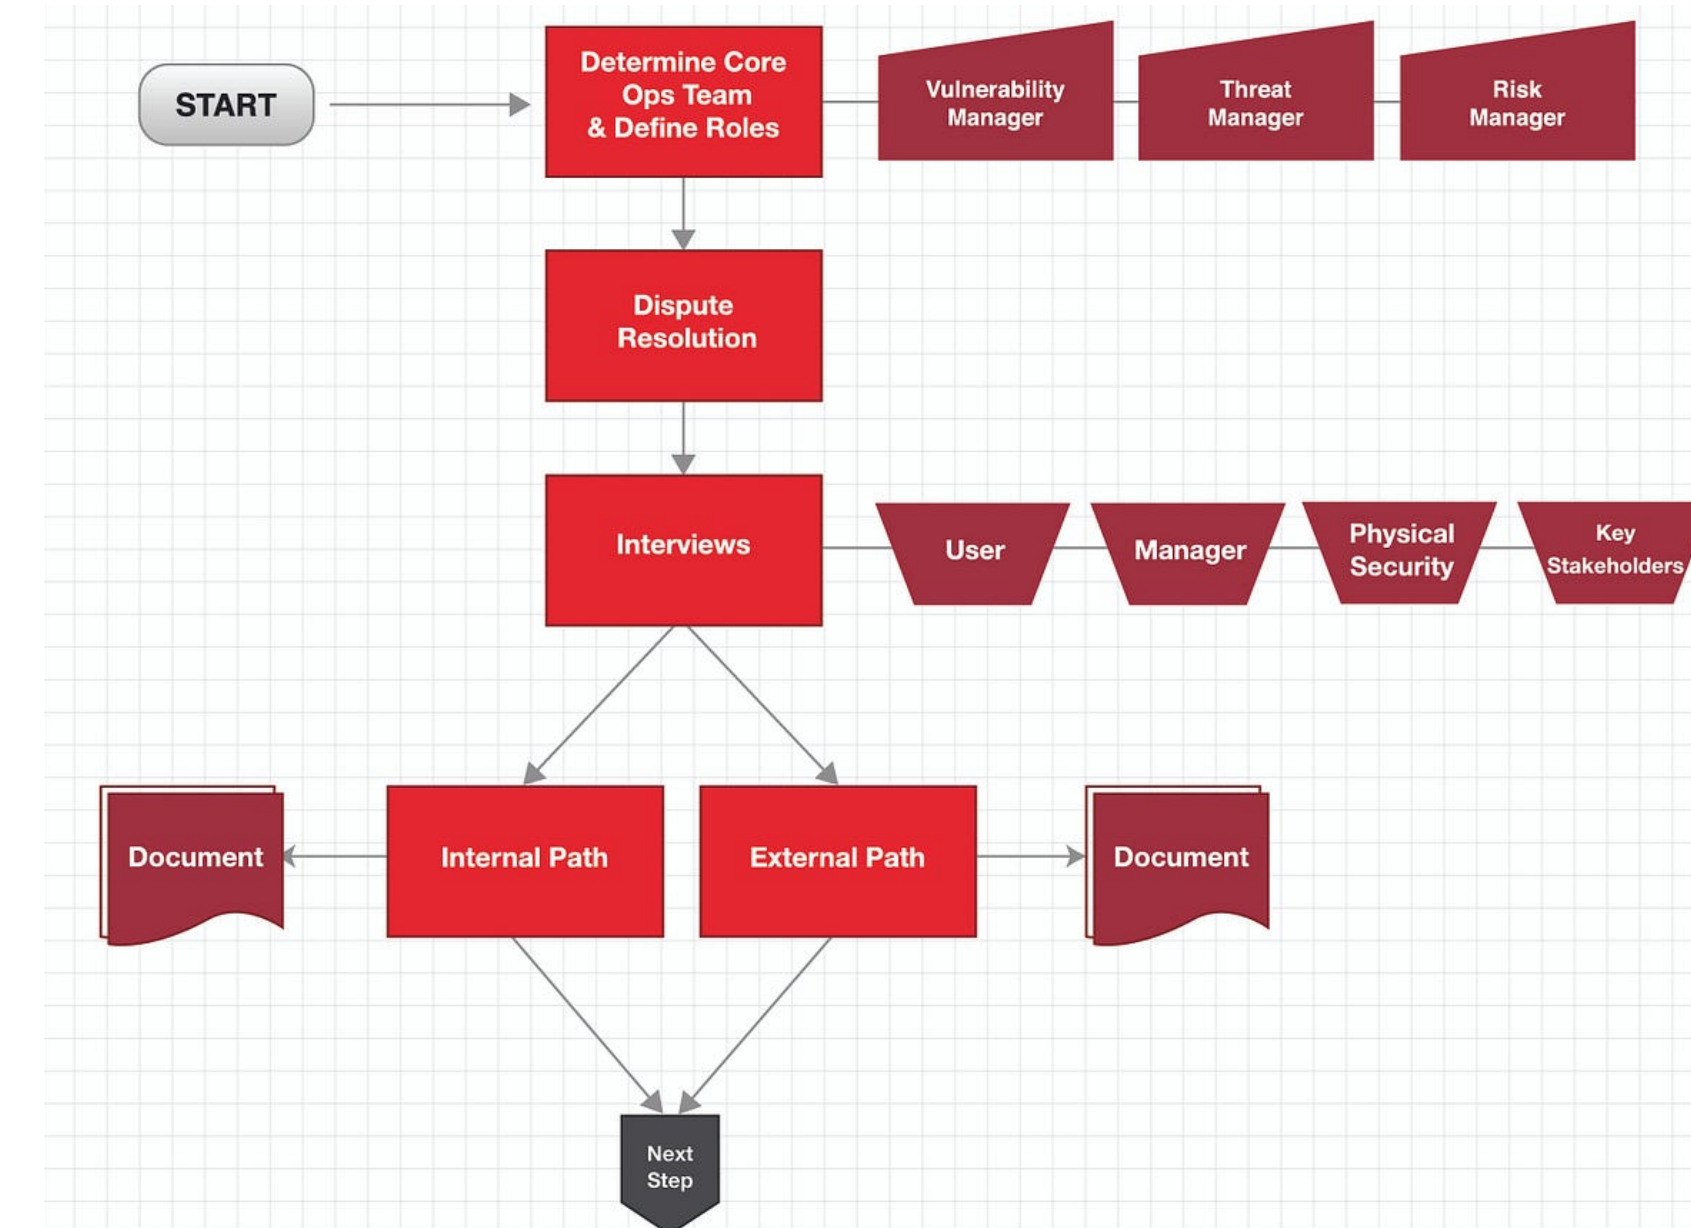 START
Determine Core
Ops Team
& Define Roles
Vulnerability
Manager
Threat
Manager
Risk
Manager
Dispute
Resolution
Interviews
User
Manager
Physical
Security
Key
Stakeholders
Document
Internal Path
External Path
Document
Next
Step